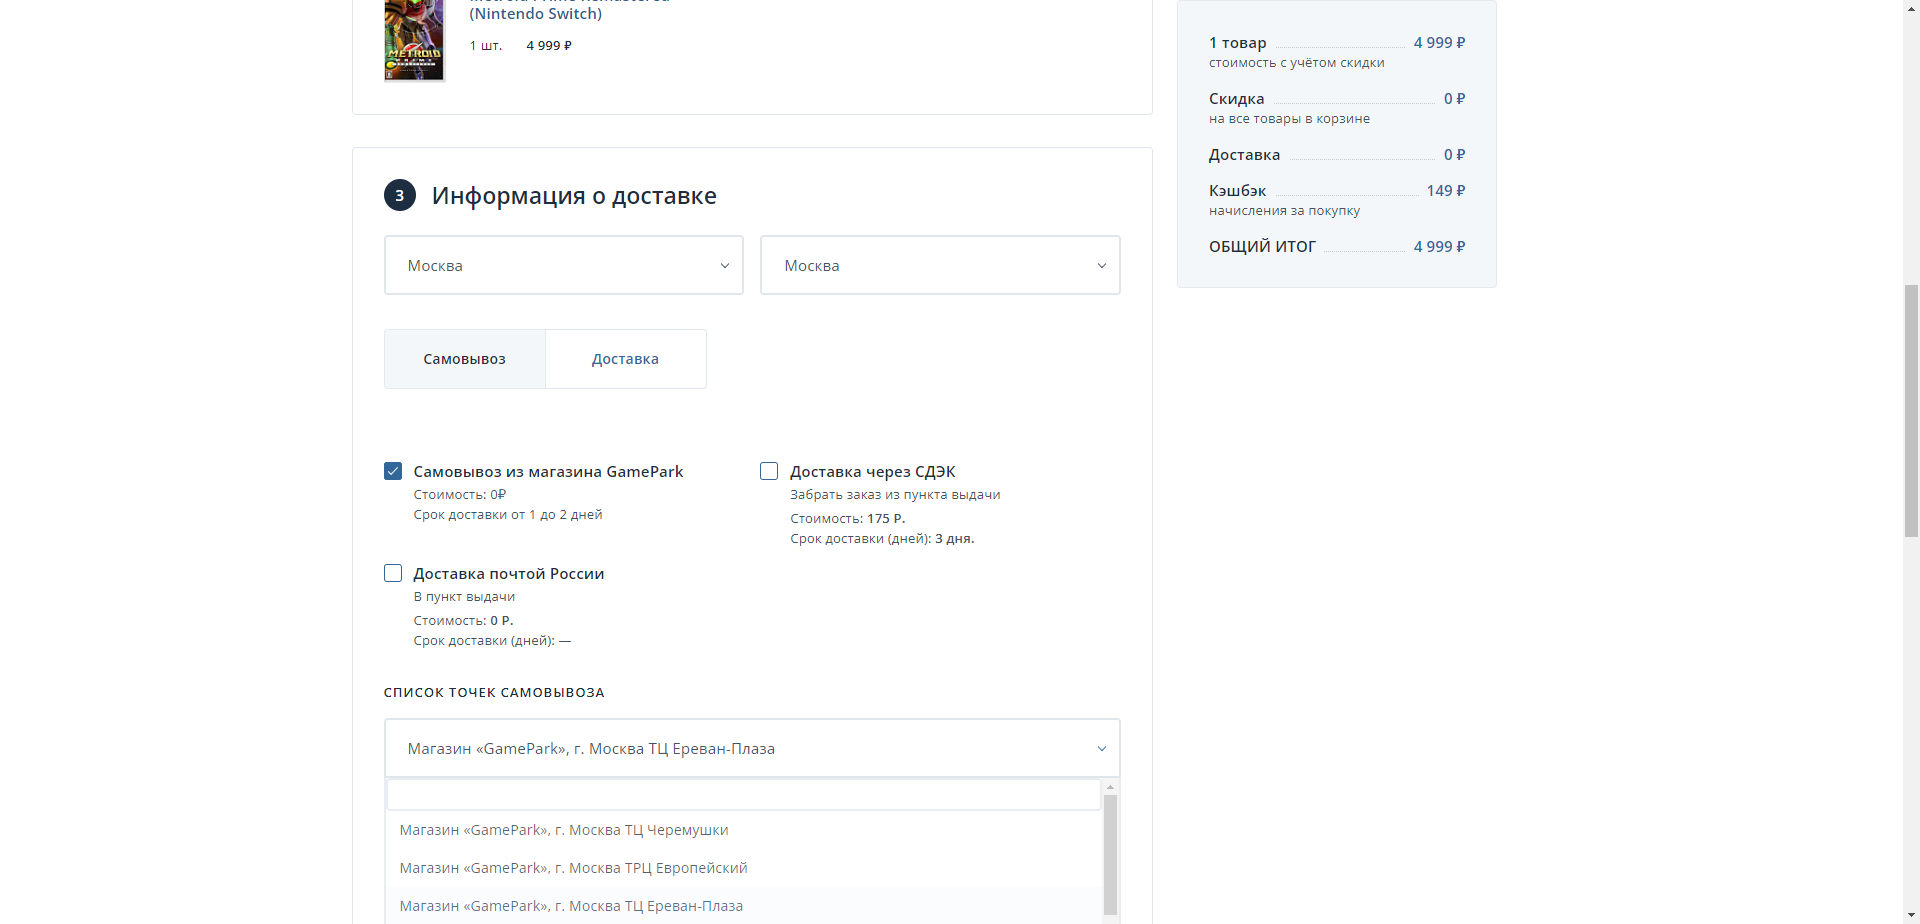 (Nintendo Switch)
1 шт. 4 999 ₽
METROID
1 товар 4 999 ₽
стоимость с учётом скидки
Скидка 0 ₽
на все товары в корзине
Доставка 0 ₽
Кэшбэк 149 ₽
начисления за покупку
ОБЩИЙ ИТОГ 4 999 ₽
3 Информация о доставке
Москва
Москва
Самовывоз
Доставка
Самовывоз из магазина GamePark
Стоимость: 0₽
Срок доставки от 1 до 2 дней
Доставка через СДЭК
Забрать заказ из пункта выдачи
Стоимость: 175 Р.
Срок доставки (дней): 3 дня.
Доставка почтой России
В пункт выдачи
Стоимость: 0 Р.
Срок доставки (дней): —
СПИСОК ТОЧЕК САМОВЫВОЗА
Магазин «GamePark», г. Москва ТЦ Ереван-Плаза
Магазин «GamePark», г. Москва ТЦ Черемушки
Магазин «GamePark», г. Москва ТРЦ Европейский
Магазин «GamePark», г. Москва ТЦ Ереван-Плаза